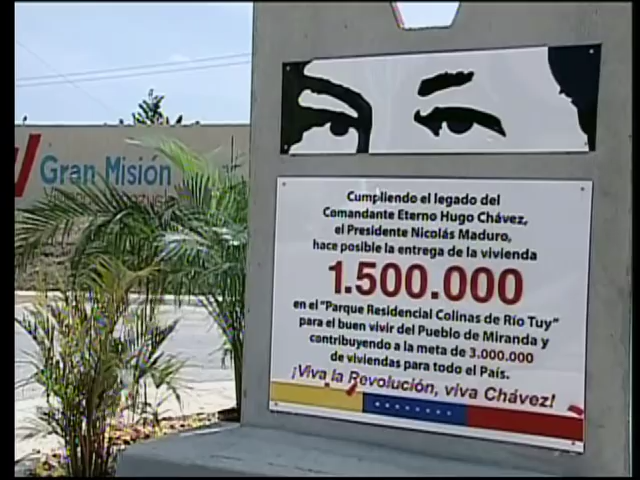 Gran Misión
Cumpliendo el legado del
Comandante Eterno Hugo Chávez,
el Presidente Nicolás Maduro,
hace posible la entrega de la vivienda
1.500.000
en el "Parque Residencial Colinas de Río Tuy"
para el buen vivir del Pueblo de Miranda y
contribuyendo a la meta de 3.000.000
de viviendas para todo el País.
¡Viva la Revolución, viva Chávez!